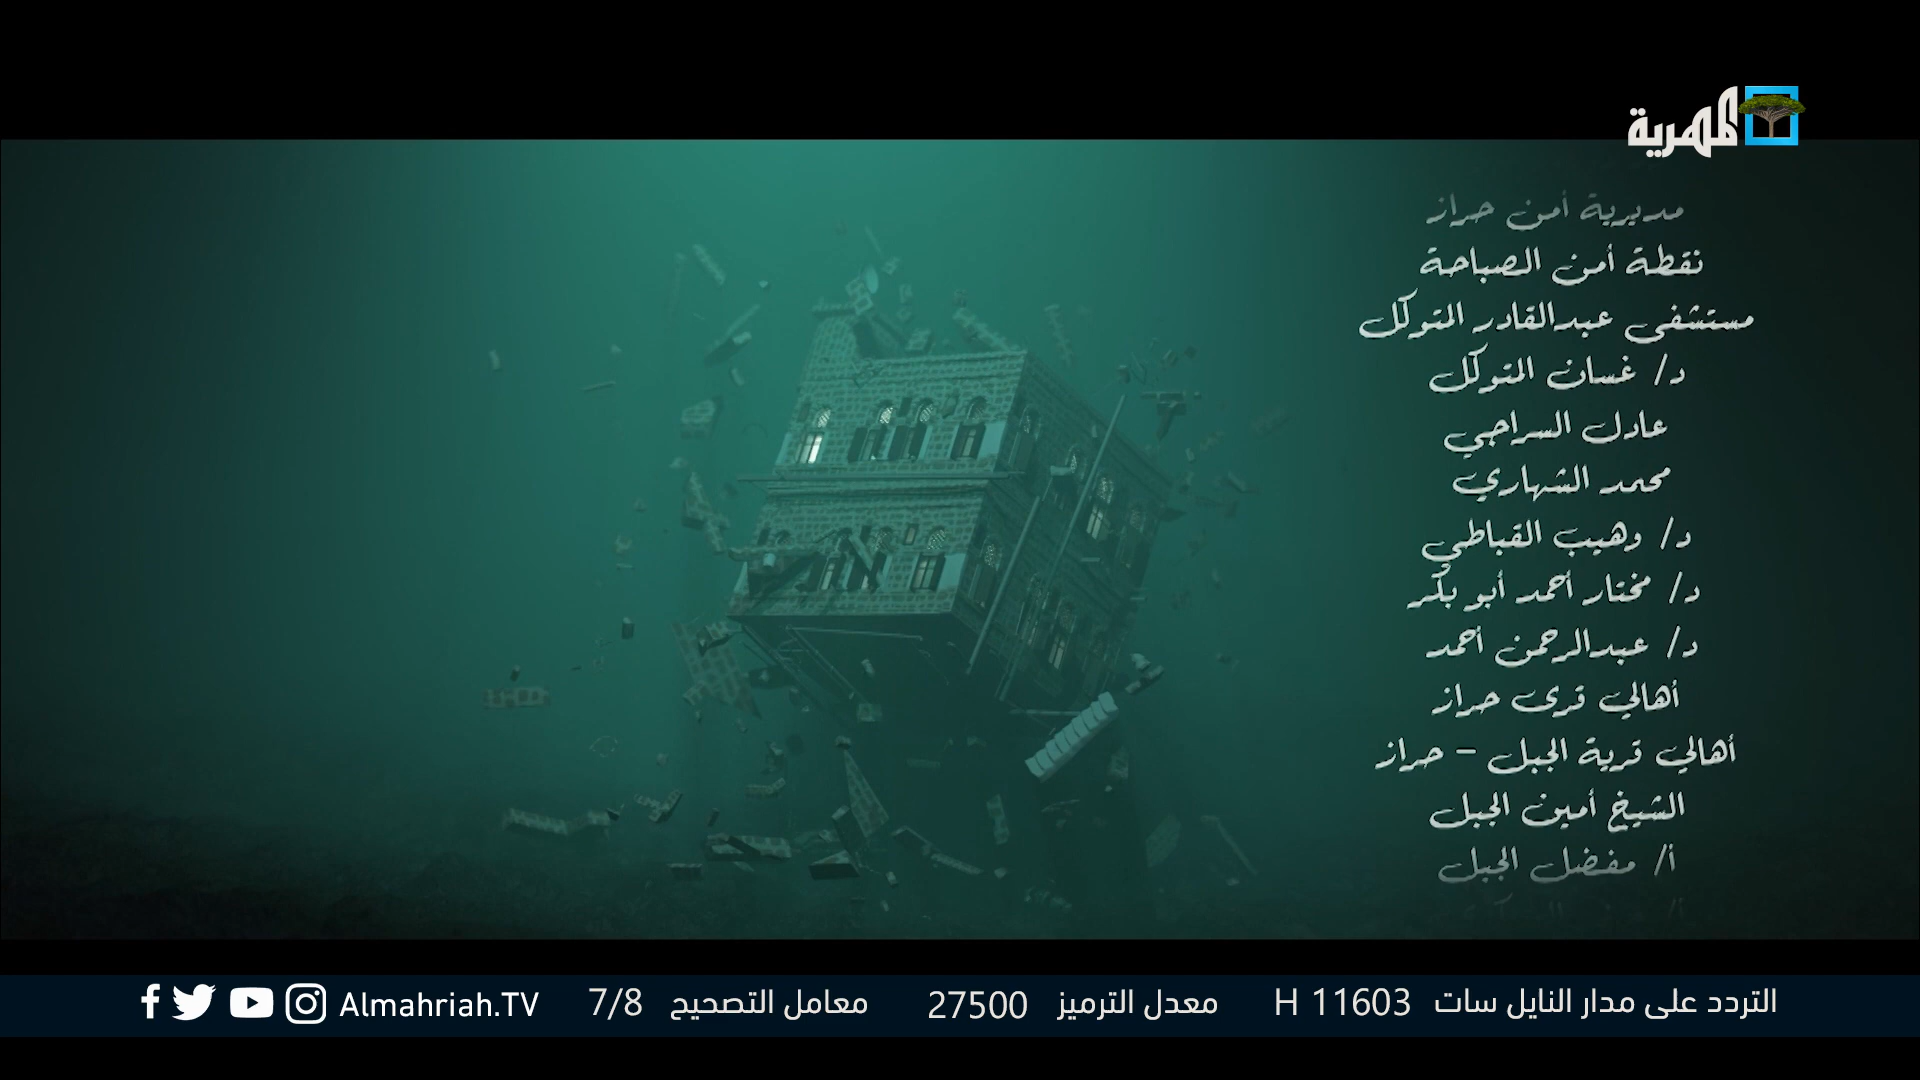 المهرية
مديرية أمن حراز
نقطة أمن الصباحة
مستشفى عبدالقادر المتوكل
د/ غسان المتوكل
عادل السراجي
محمد الشهاري
د/ وهيب القباطي
د/ مختار أحمد أبو بكر
د/ عبدالرحمن أحمد
أهالي قرى حراز
أهالي قرية الجبل – حراز
الشيخ أمين الجبل
أ/ مفضل الجبل
التردد على مدار النايل سات 11603 H معدل الترميز 27500 معامل التصحيح 7/8 Almahriah.TV